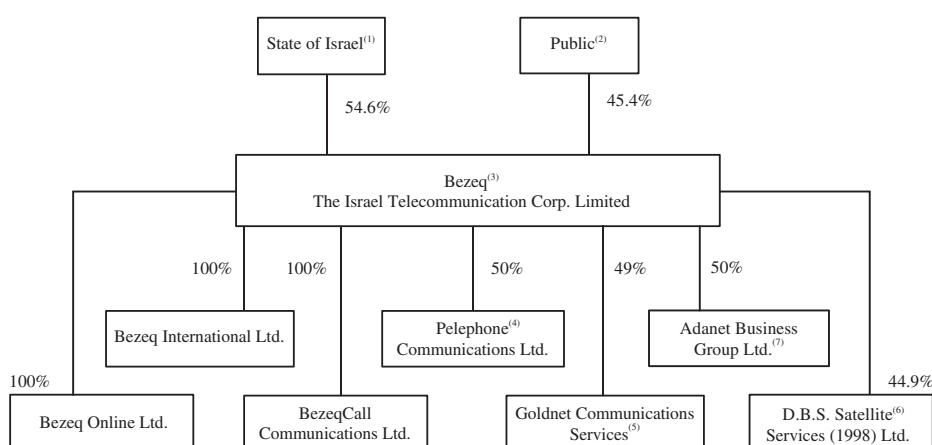 State of Israel(1)
Public(2)
54.6%
45.4%
Bezeq(3)
The Israel Telecommunication Corp. Limited
100%
100%
50%
49%
50%
Bezeq International Ltd.
Pelephone(4)
Communications Ltd.
Adanet Business
Group Ltd.(7)
100%
44.9%
Bezeq Online Ltd.
BezeqCall
Communications Ltd.
Goldnet Communications
Services(5)
D.B.S. Satellite(6)
Services (1998) Ltd.